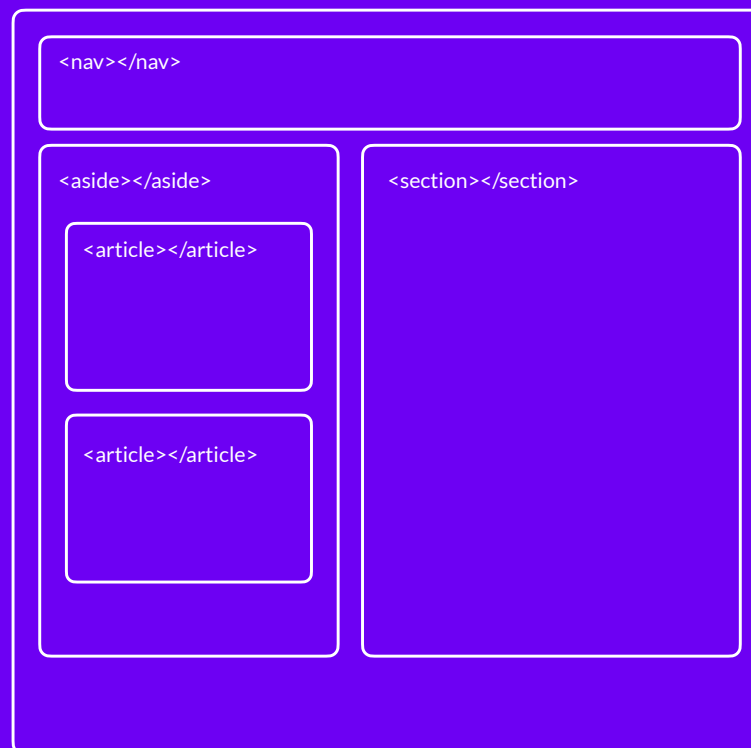 <nav></nav>
<aside></aside>
<section></section>
<article></article>
<article></article>